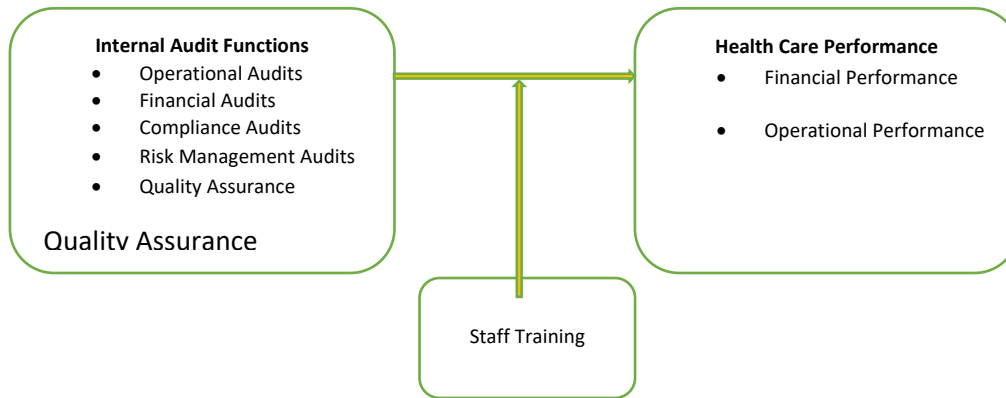 Internal Audit Functions
• Operational Audits
• Financial Audits
• Compliance Audits
• Risk Management Audits
• Quality Assurance
Quality Assurance
Health Care Performance
• Financial Performance
• Operational Performance
Staff Training